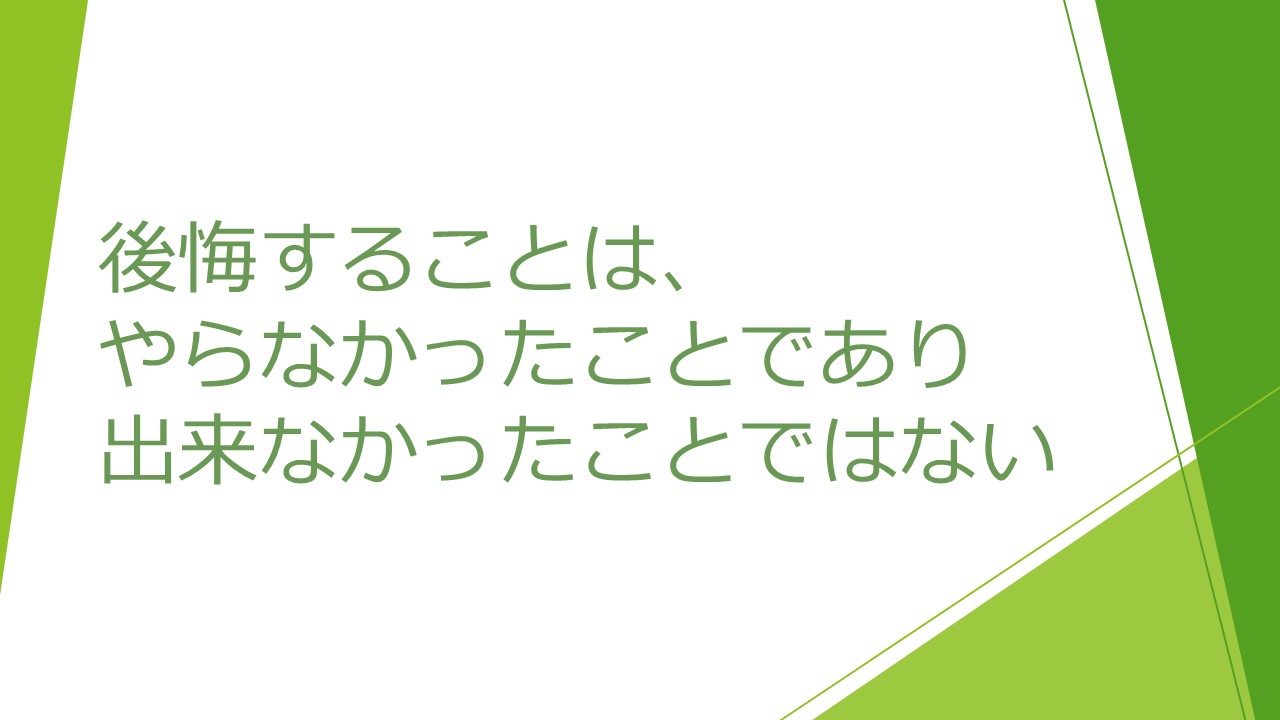 後悔することは、
やらなかったことであり
出来なかったことではない